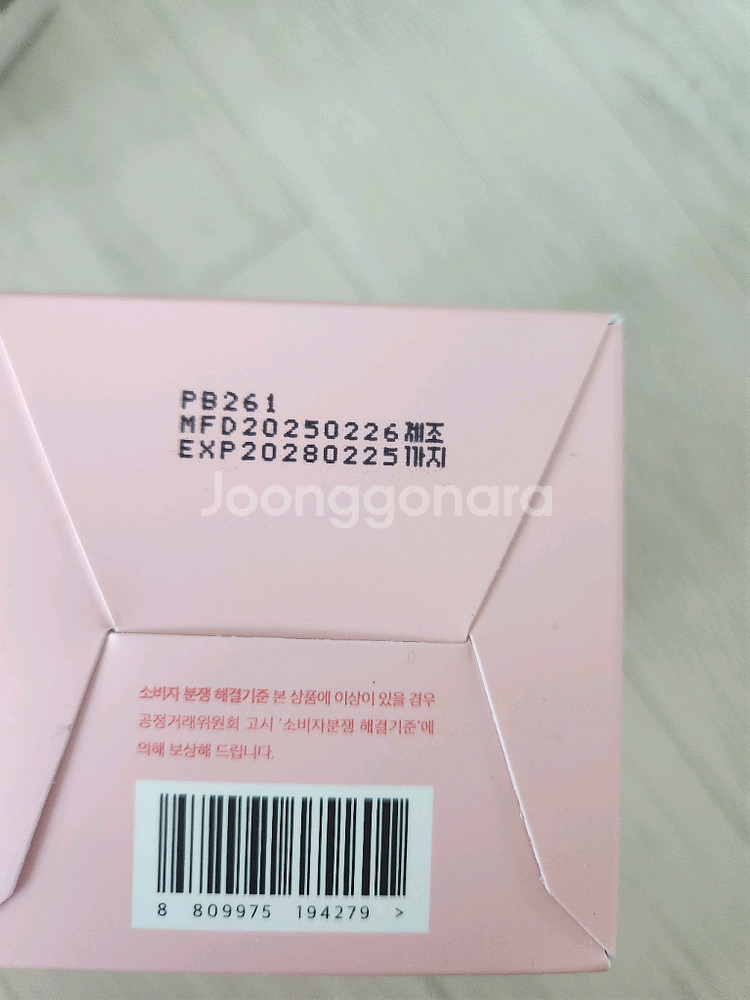 PB261
MFD20250226제조
EXP20280225까지
Joonggonara
소비자 분쟁 해결기준 본 상품에 이상이 있을 경우
공정거래위원회 고시 '소비자분쟁 해결기준'에
의해 보상해 드립니다.
8 809975 194279 >